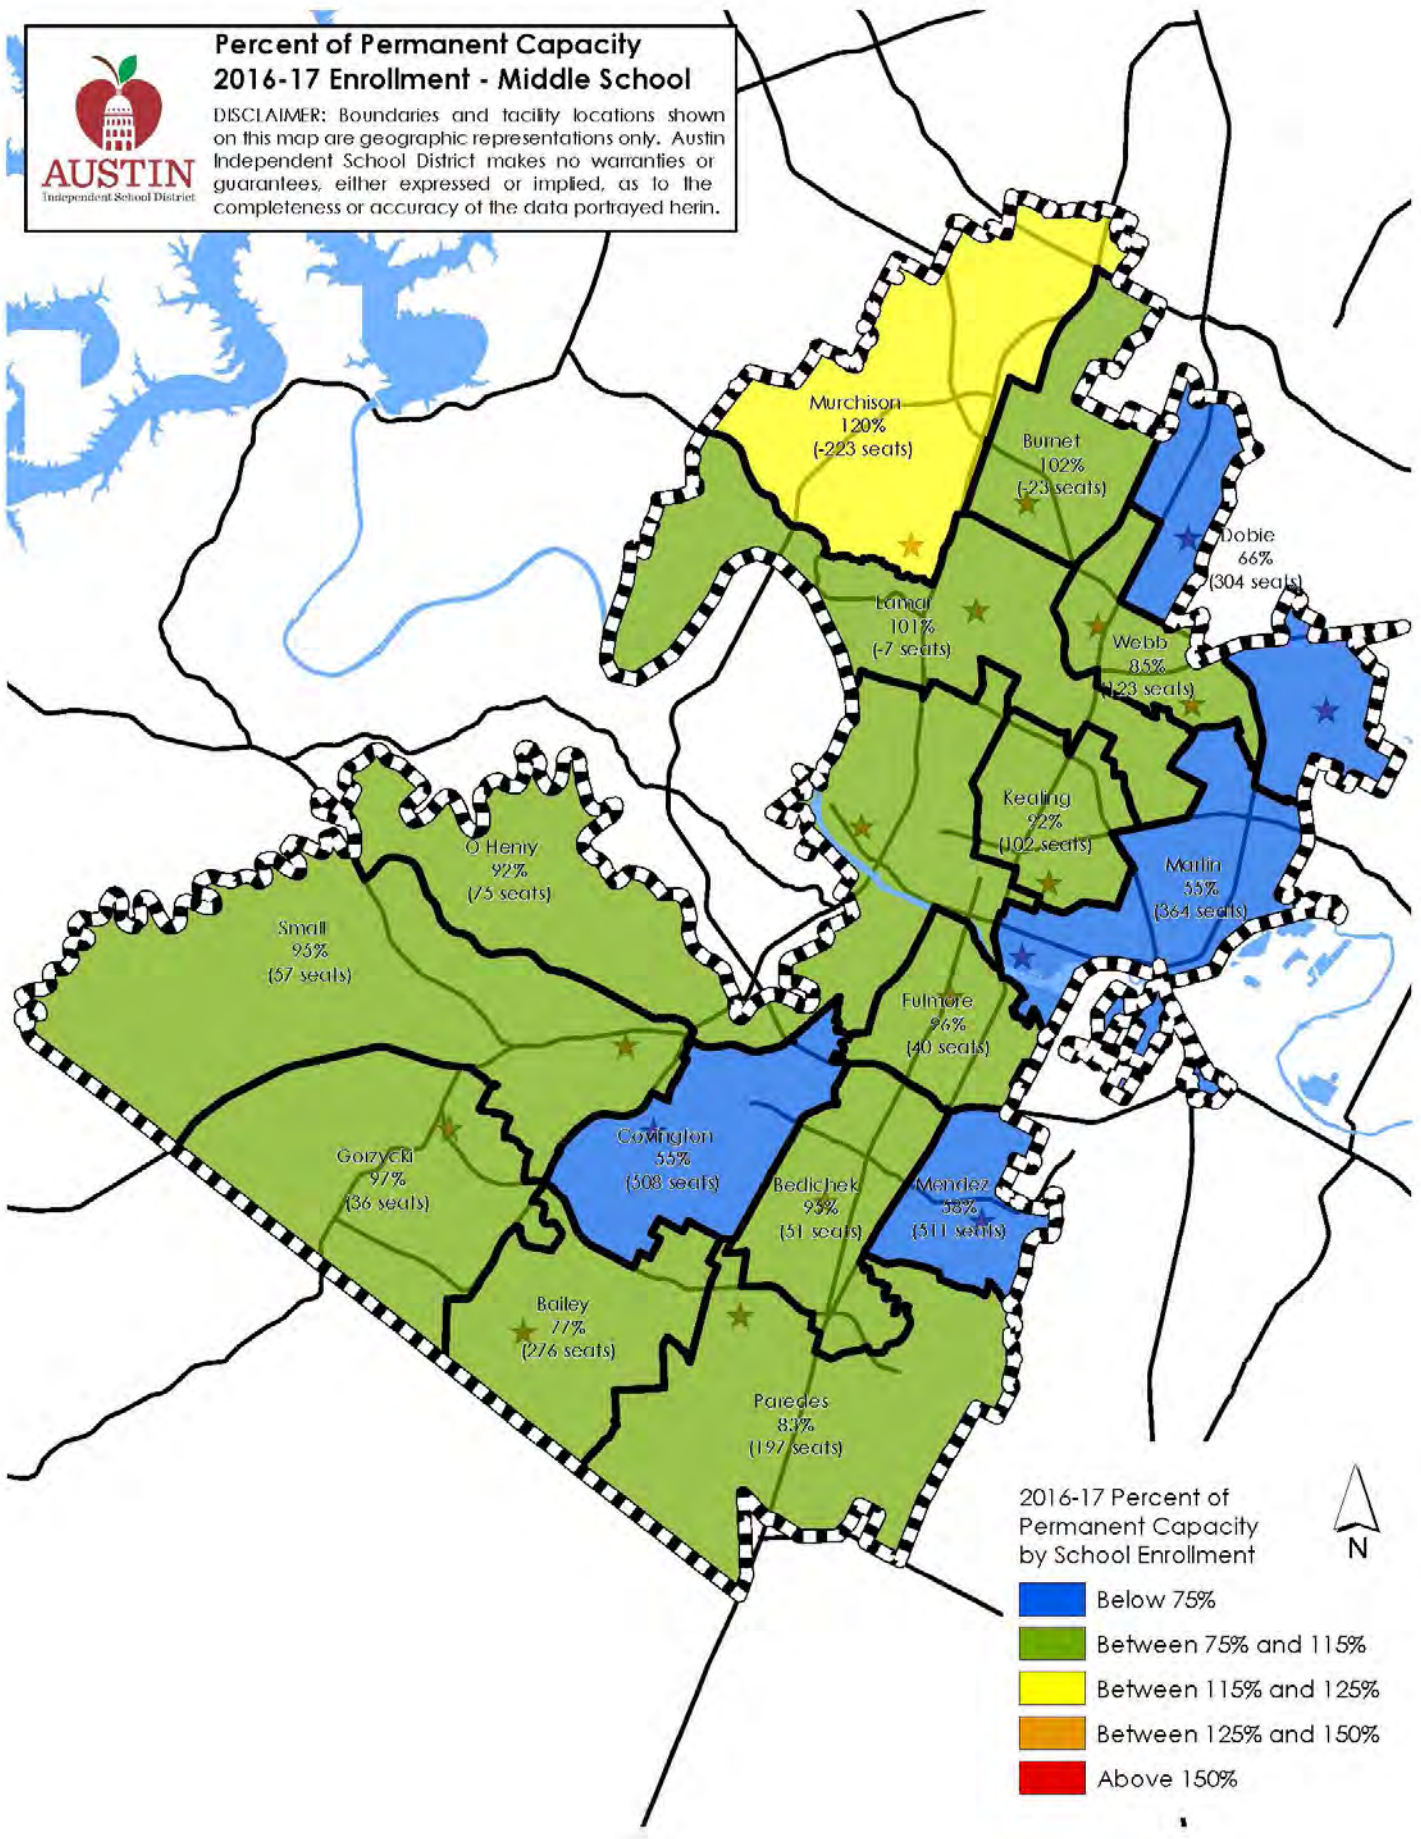 Percent of Permanent Capacity
2016-17 Enrollment - Middle School
DISCLAIMER: Boundaries and facility locations shown
on this map are geographic representations only. Austin
Independent School District makes no warranties or
guarantees, either expressed or implied, as to the
completeness or accuracy of the data portrayed herin.
AUSTIN
Independent School District
Murchison
120%
(-223 seats)
Burnet
102%
(-23 seats)
Dobie
66%
(304 seats)
Lamar
101%
(-7 seats)
Webb
85%
(123 seats)
Kealing
92%
(102 seats)
O Henry
92%
(75 seats)
Martin
55%
(364 seats)
Small
95%
(57 seats)
Fulmore
96%
(40 seats)
Covington
55%
(508 seats)
Gorzycki
97%
(36 seats)
Bedichek
95%
(51 seats)
Mendez
58%
(511 seats)
Bailey
77%
(276 seats)
Paredes
83%
(197 seats)
2016-17 Percent of
Permanent Capacity
by School Enrollment
N
Below 75%
Between 75% and 115%
Between 115% and 125%
Between 125% and 150%
Above 150%